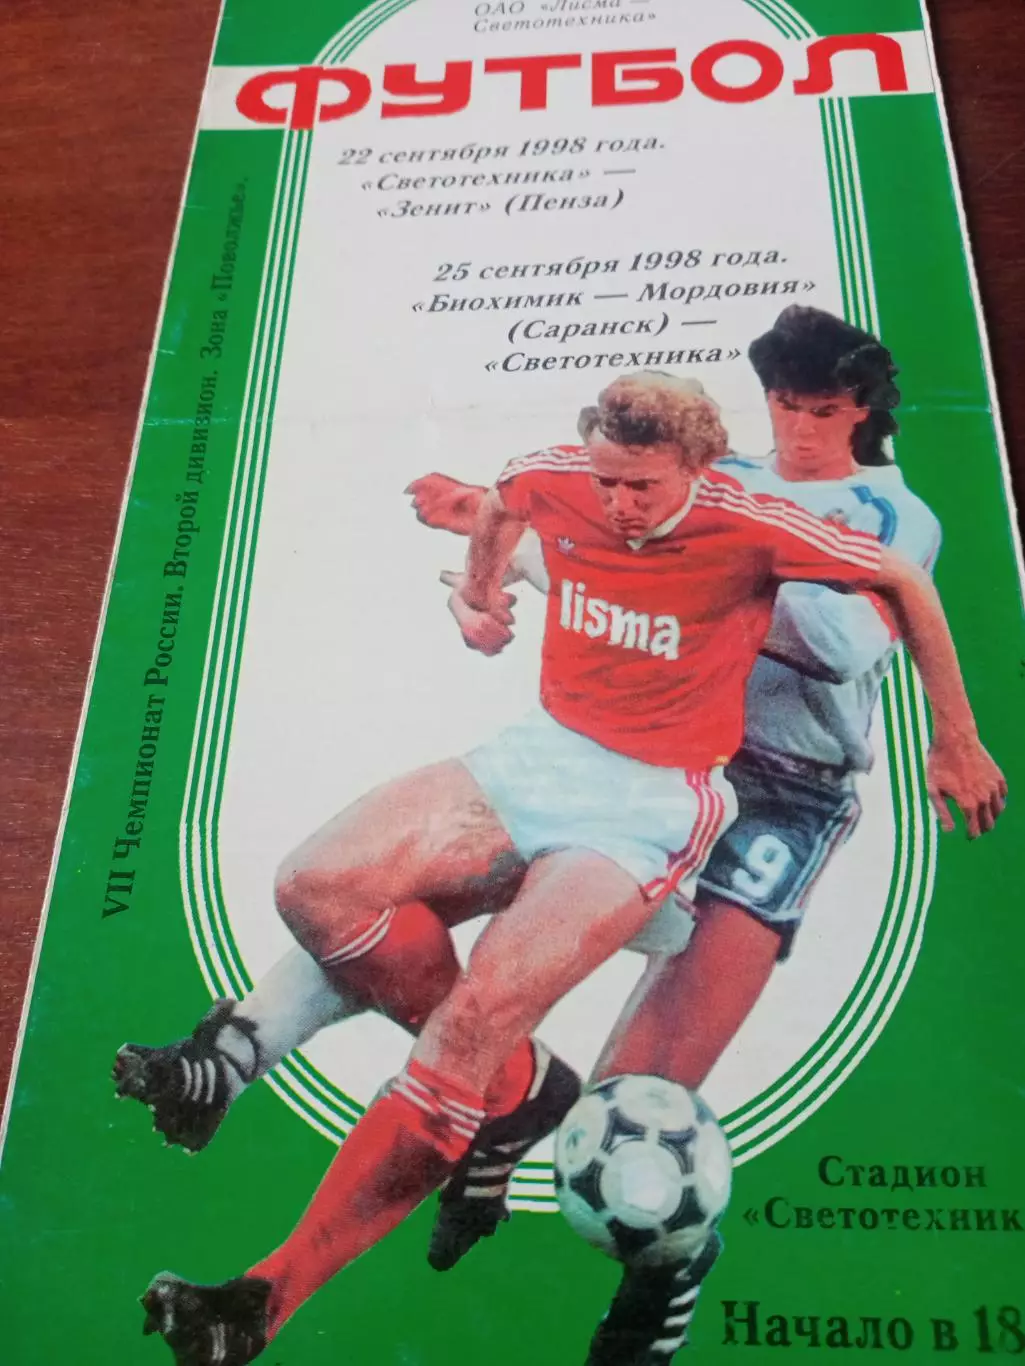 ОАО «Лисма —
Светотехника»
ФУТБОЛ
22 сентября 1998 года.
«Светотехника» —
«Зенит» (Пенза)
25 сентября 1998 года.
«Биохимик — Мордовия»
(Саранск) —
«Светотехника»
VII Чемпионат России. Второй дивизион. Зона «Поволжье».
lisma
9
Стадион
«Светотехник
Начало в 18